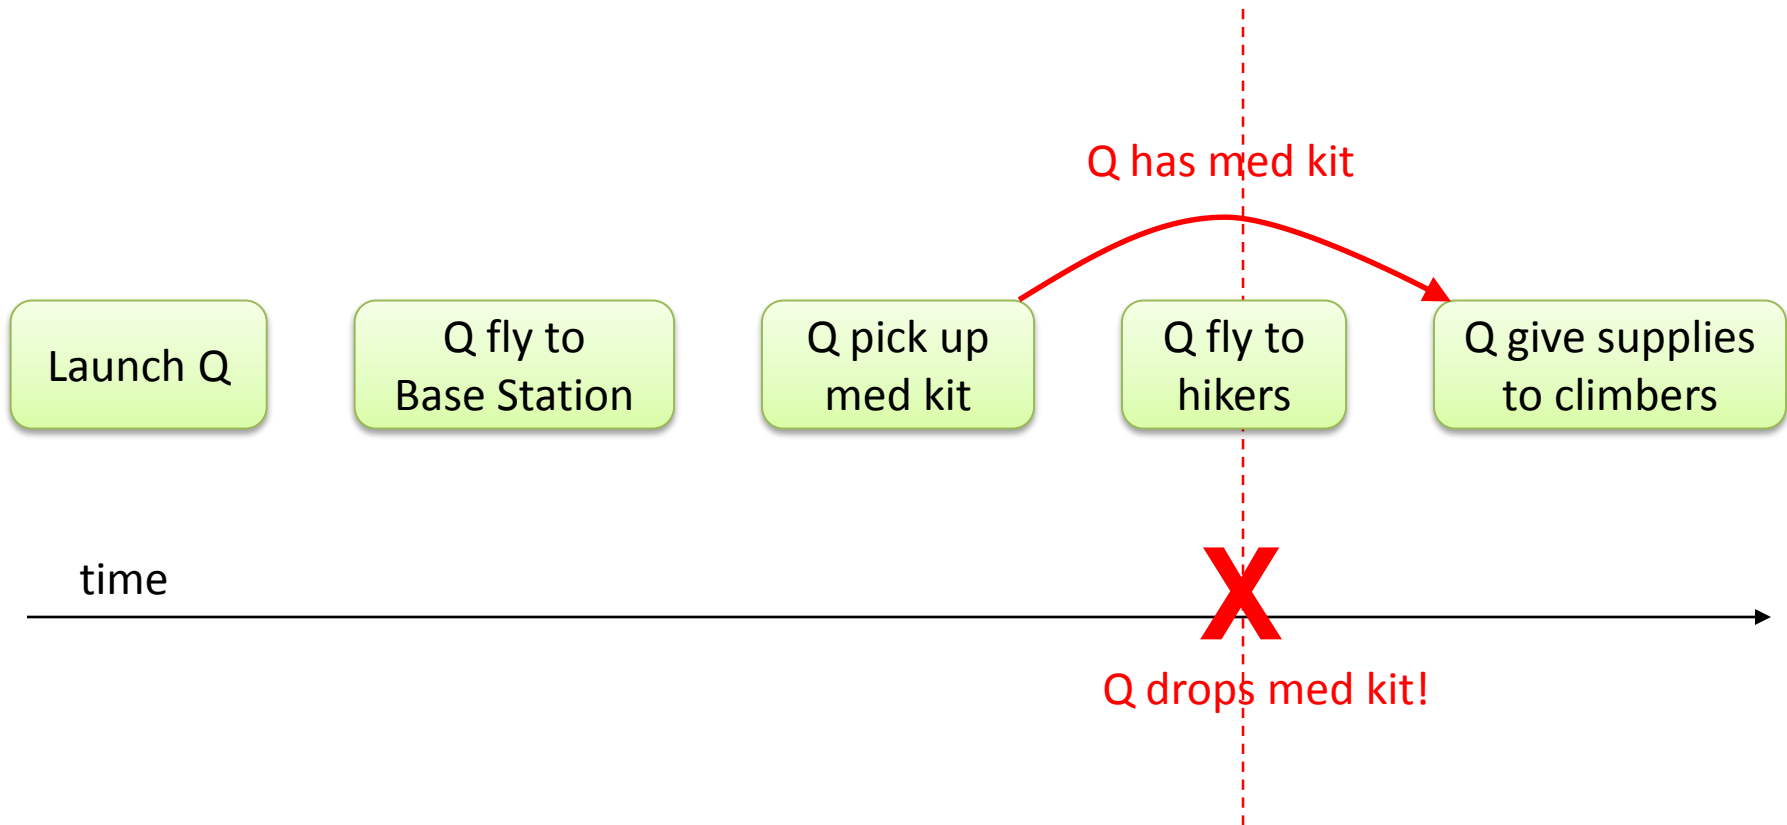 Q has med kit
Launch Q
Q fly to
Base Station
Q pick up
med kit
Q fly to
hikers
Q give supplies
to climbers
time
X
Q drops med kit!